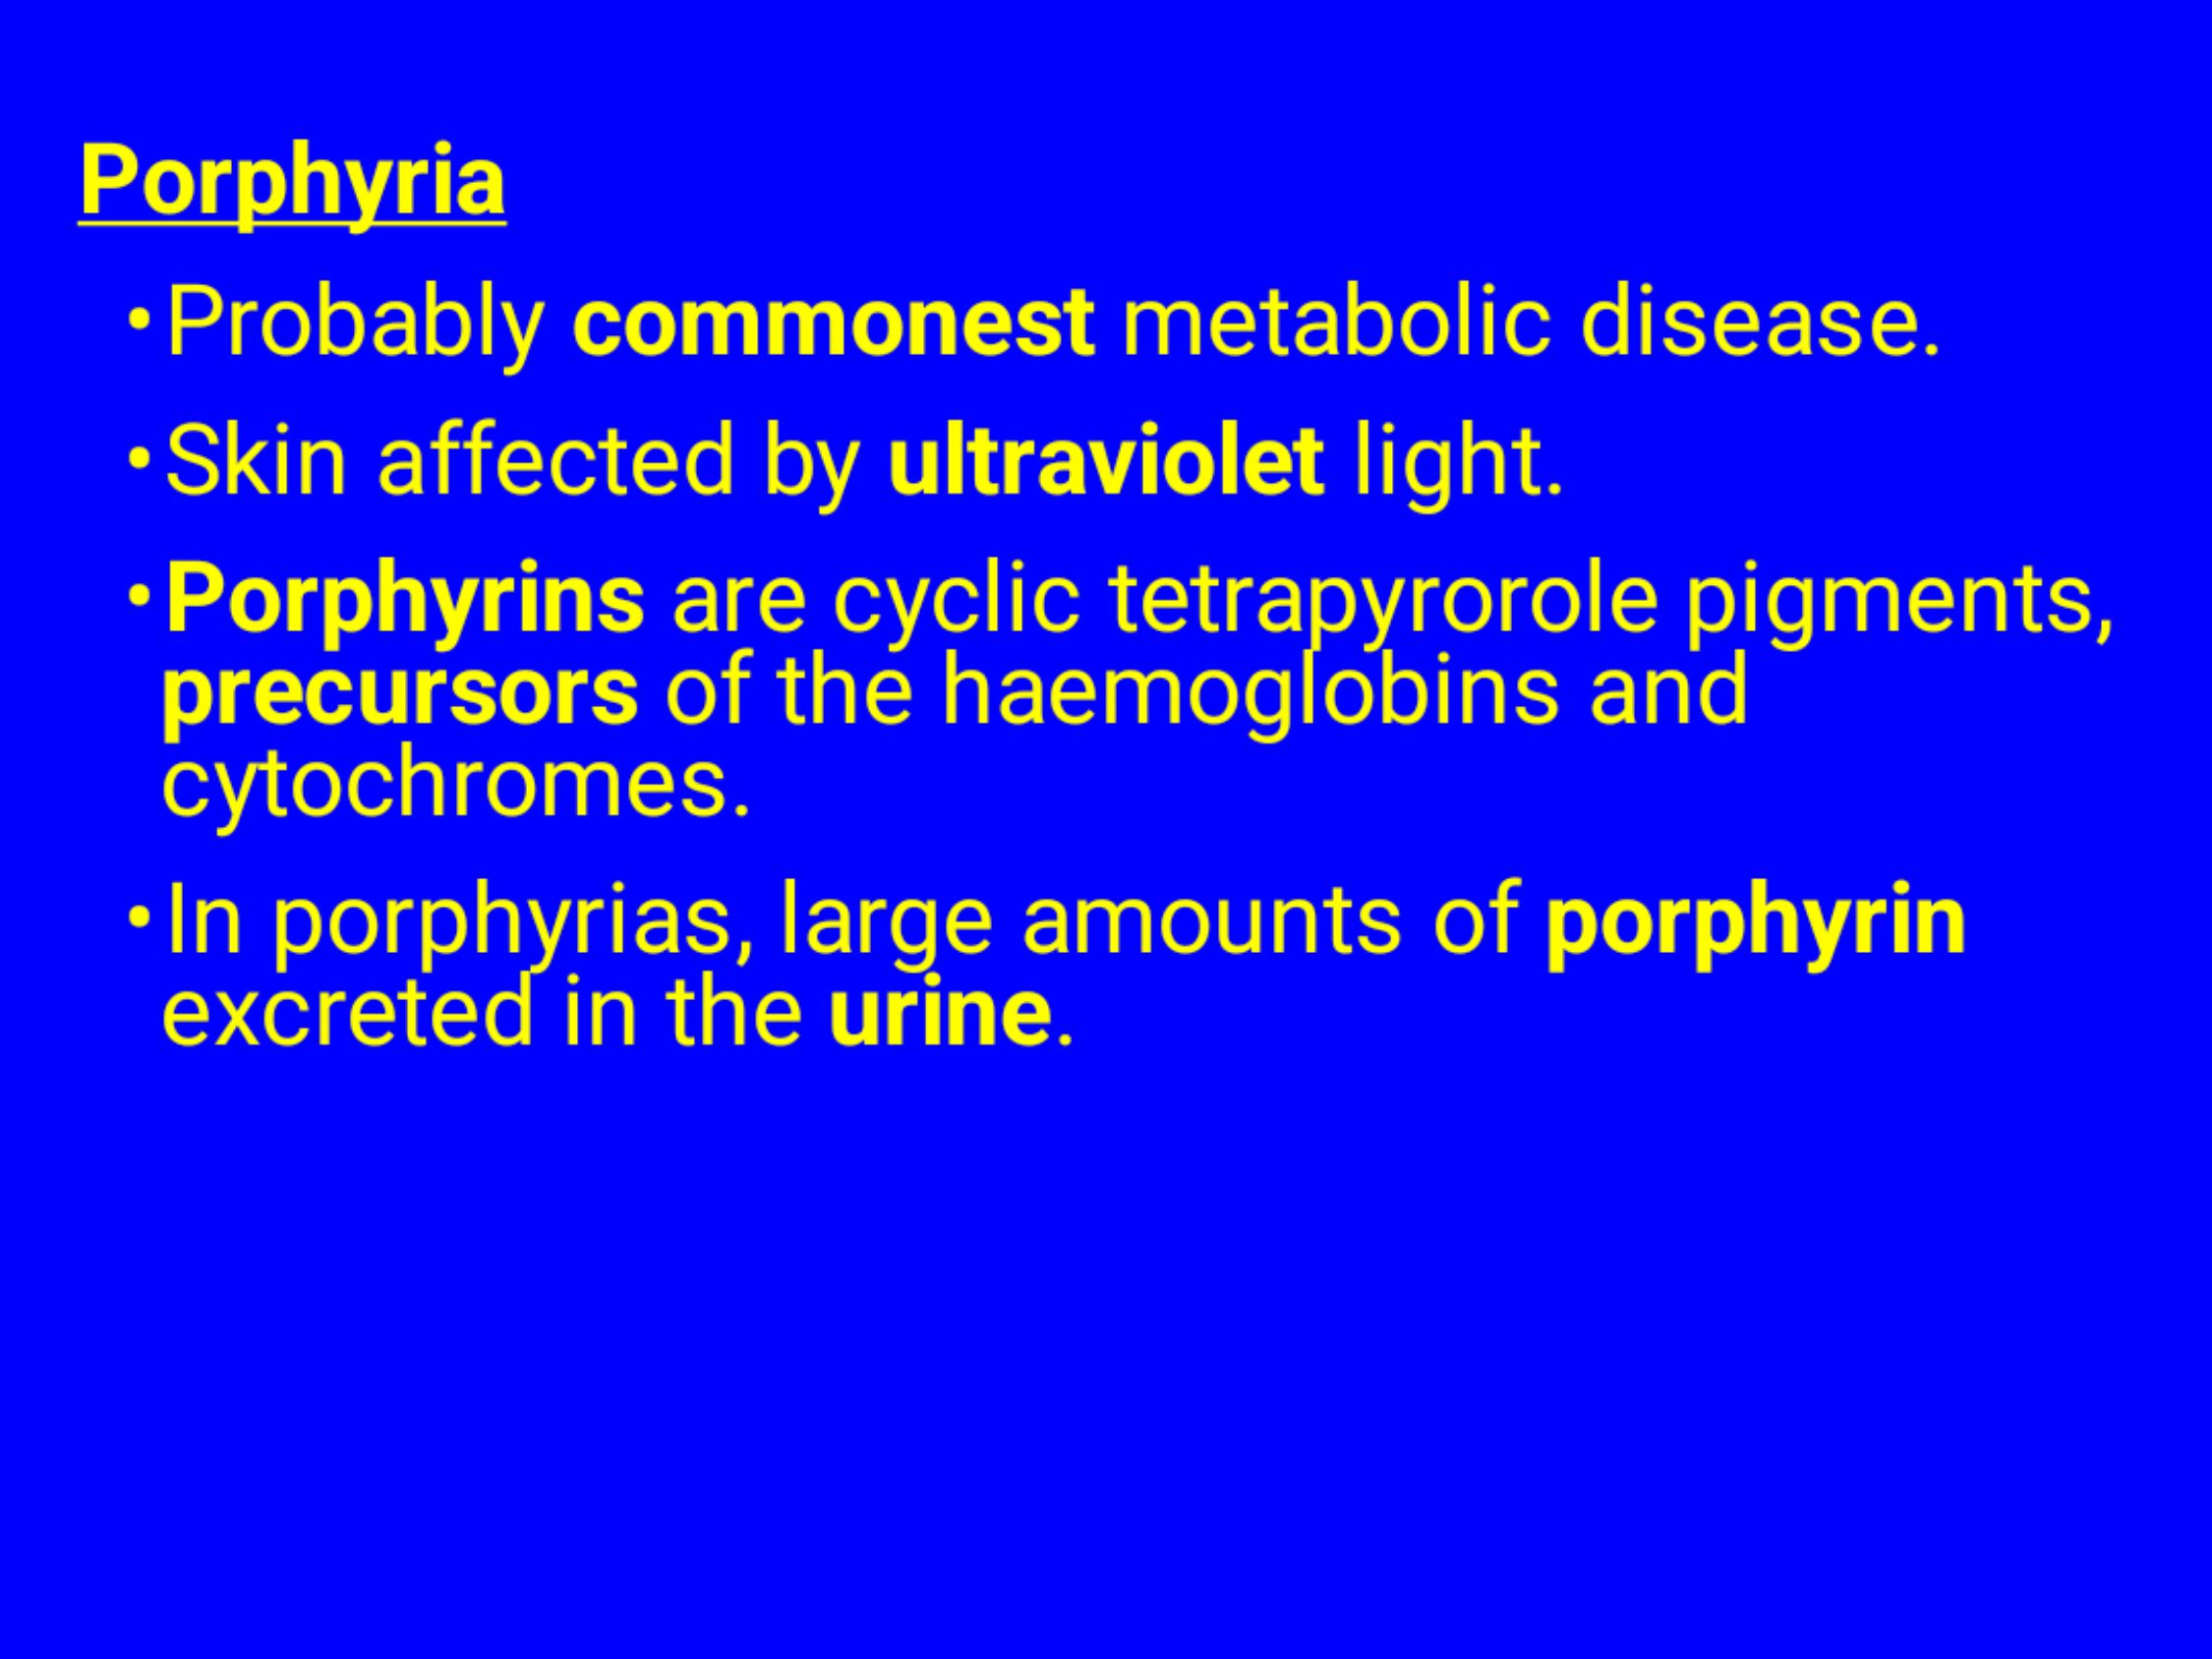 Porphyria
•Probably commonest metabolic disease.
•Skin affected by ultraviolet light.
•Porphyrins are cyclic tetrapyrorole pigments,
precursors of the haemoglobins and
cytochromes.
•In porphyrias, large amounts of porphyrin
excreted in the urine.